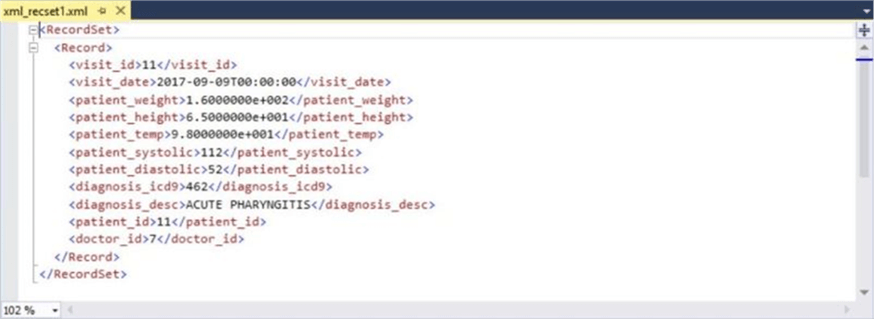 xml_recset1.xml
<RecordSet>
<Record>
<visit_id>11</visit_id>
<visit_date>2017-09-09T00:00:00</visit_date>
<patient_weight>1.6000000e+002</patient_weight>
<patient_height>6.5000000e+001</patient_height>
<patient_temp>9.8000000e+001</patient_temp>
<patient_systolic>112</patient_systolic>
<patient_diastolic>52</patient_diastolic>
<diagnosis_icd9>462</diagnosis_icd9>
<diagnosis_desc>ACUTE PHARYNGITIS</diagnosis_desc>
<patient_id>11</patient_id>
<doctor_id>7</doctor_id>
</Record>
</RecordSet>
102 %